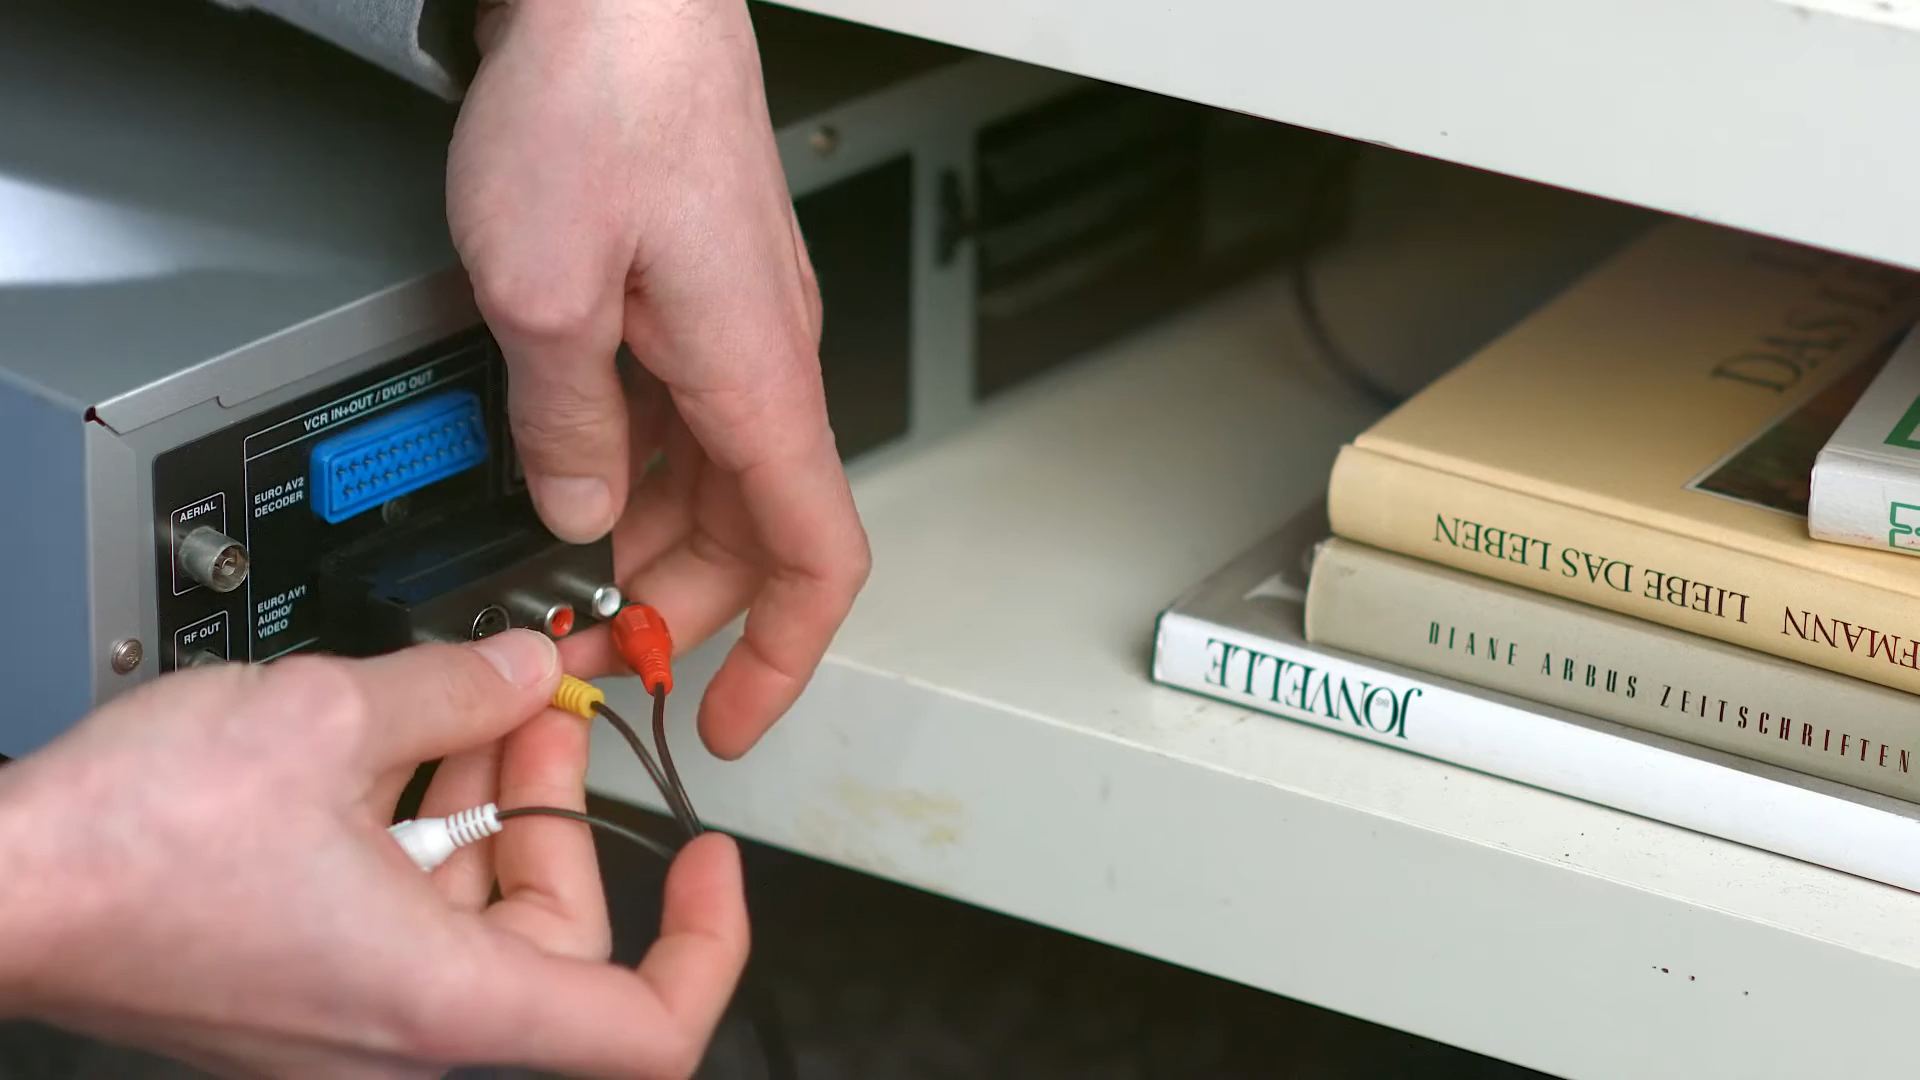 VCR IN+OUT / DVD OUT
EURO AV2
DECODER
AERIAL
EURO AV1
AUDIO/
VIDEO
RF OUT
DAS
FMANN LIEBE DAS LEBEN
DIANE ARBUS ZEITSCHRIFTEN
JONVELLE